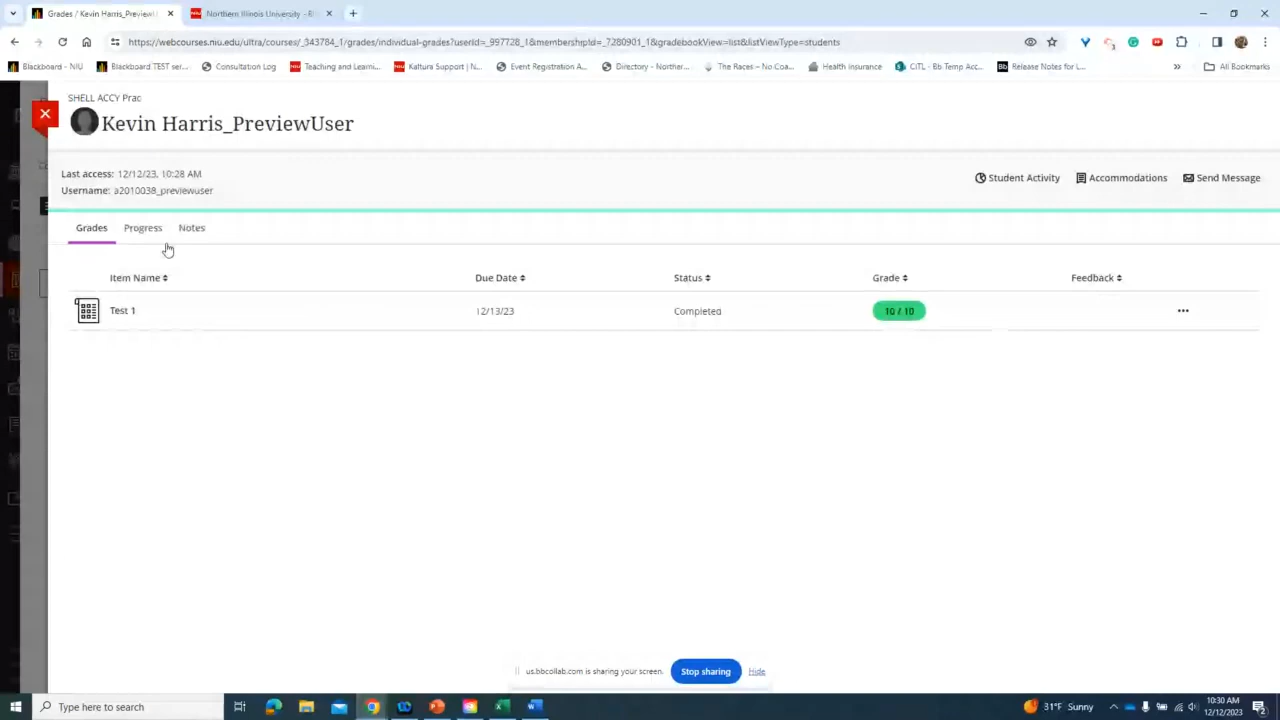 Grades / Kevin Harris_PreviewU
Northern Illinois University - Bl
https://webcourses.niu.edu/ultra/courses/_343784_1/grades/individual-grades?userId=_997728_1&membershipId=_7280901_1&gradebookView=list&listViewType=students
Blackboard - NIU Blackboard TEST ser... Consultation Log Teaching and Learni... Kaltura Support | N... Event Registration A... Directory - Norther... The Races – No Coa... Health insurance CITL - Bb Temp Acc... Release Notes for L... » All Bookmarks
SHELL ACCY Prac
Kevin Harris_PreviewUser
Last access: 12/12/23, 10:28 AM
Username: a2010038_previewuser
Student Activity Accommodations Send Message
Grades Progress Notes
Item Name Due Date Status Grade Feedback
Test 1 12/13/23 Completed 10 / 10
us.bbcollab.com is sharing your screen. Stop sharing Hide
Type here to search
31°F Sunny
10:30 AM
12/12/2023
2